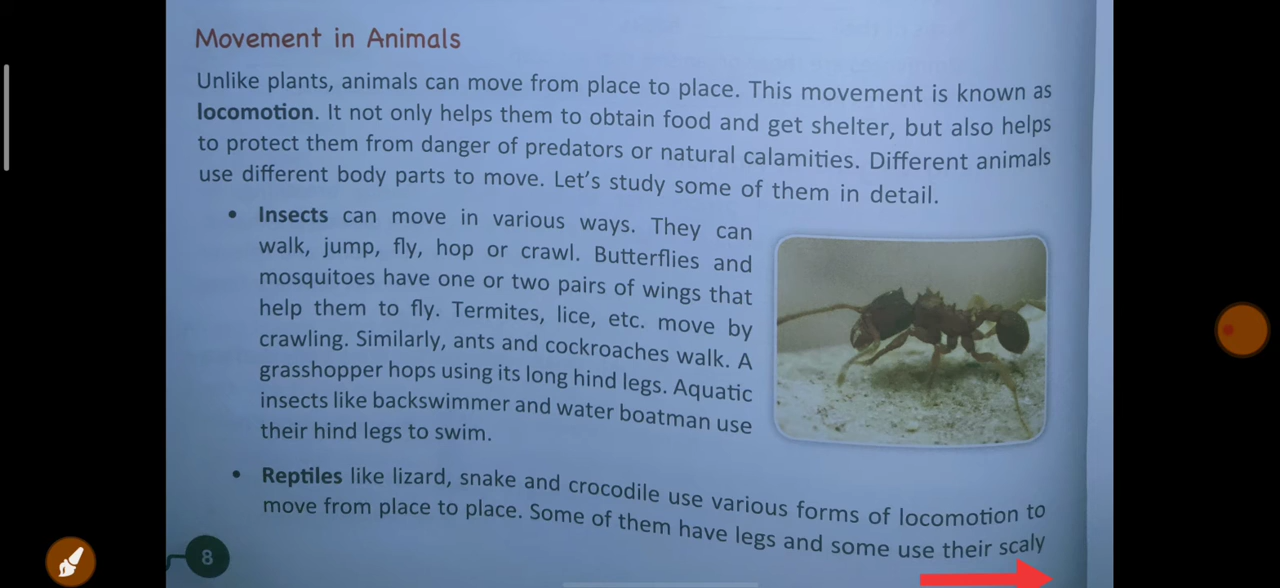 Movement in Animals
Unlike plants, animals can move from place to place. This movement is known as
locomotion. It not only helps them to obtain food and get shelter, but also helps
to protect them from danger of predators or natural calamities. Different animals
use different body parts to move. Let's study some of them in detail.
• Insects can move in various ways. They can
walk, jump, fly, hop or crawl. Butterflies and
mosquitoes have one or two pairs of wings that
help them to fly. Termites, lice, etc. move by
crawling. Similarly, ants and cockroaches walk. A
grasshopper hops using its long hind legs. Aquatic
insects like backswimmer and water boatman use
their hind legs to swim.
• Reptiles like lizard, snake and crocodile use various forms of locomotion to
move from place to place. Some of them have legs and some use their scaly
8